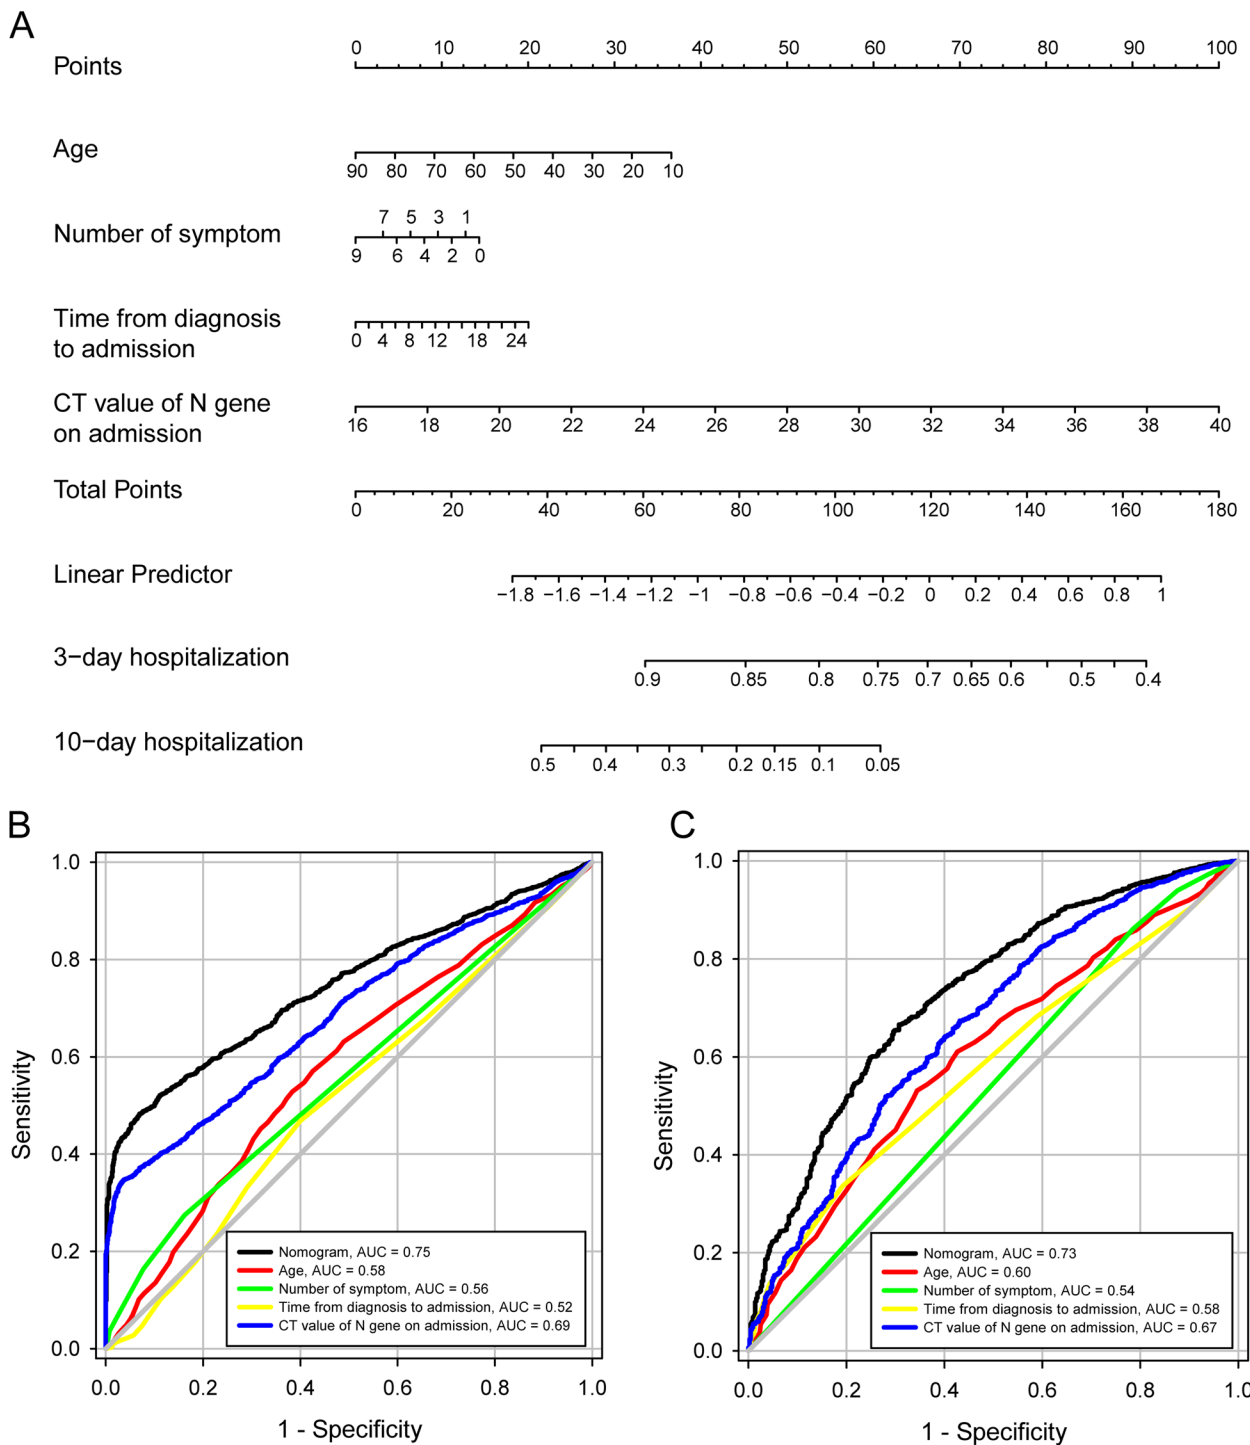 A
Points
0 10 20 30 40 50 60 70 80 90 100
Age
90 80 70 60 50 40 30 20 10
Number of symptom
7 5 3 1
9 6 4 2 0
Time from diagnosis
to admission
0 4 8 12 18 24
CT value of N gene
on admission
16 18 20 22 24 26 28 30 32 34 36 38 40
Total Points
0 20 40 60 80 100 120 140 160 180
Linear Predictor
−1.8 −1.6 −1.4 −1.2 −1 −0.8 −0.6 −0.4 −0.2 0 0.2 0.4 0.6 0.8 1
3−day hospitalization
0.9 0.85 0.8 0.75 0.7 0.65 0.6 0.5 0.4
10−day hospitalization
0.5 0.4 0.3 0.2 0.15 0.1 0.05
B
Sensitivity
1.0
0.8
0.6
0.4
0.2
0.0
Nomogram, AUC = 0.75
Age, AUC = 0.58
Number of symptom, AUC = 0.56
Time from diagnosis to admission, AUC = 0.52
CT value of N gene on admission, AUC = 0.69
0.0 0.2 0.4 0.6 0.8 1.0
1 - Specificity
C
Sensitivity
1.0
0.8
0.6
0.4
0.2
0.0
Nomogram, AUC = 0.73
Age, AUC = 0.60
Number of symptom, AUC = 0.54
Time from diagnosis to admission, AUC = 0.58
CT value of N gene on admission, AUC = 0.67
0.0 0.2 0.4 0.6 0.8 1.0
1 - Specificity